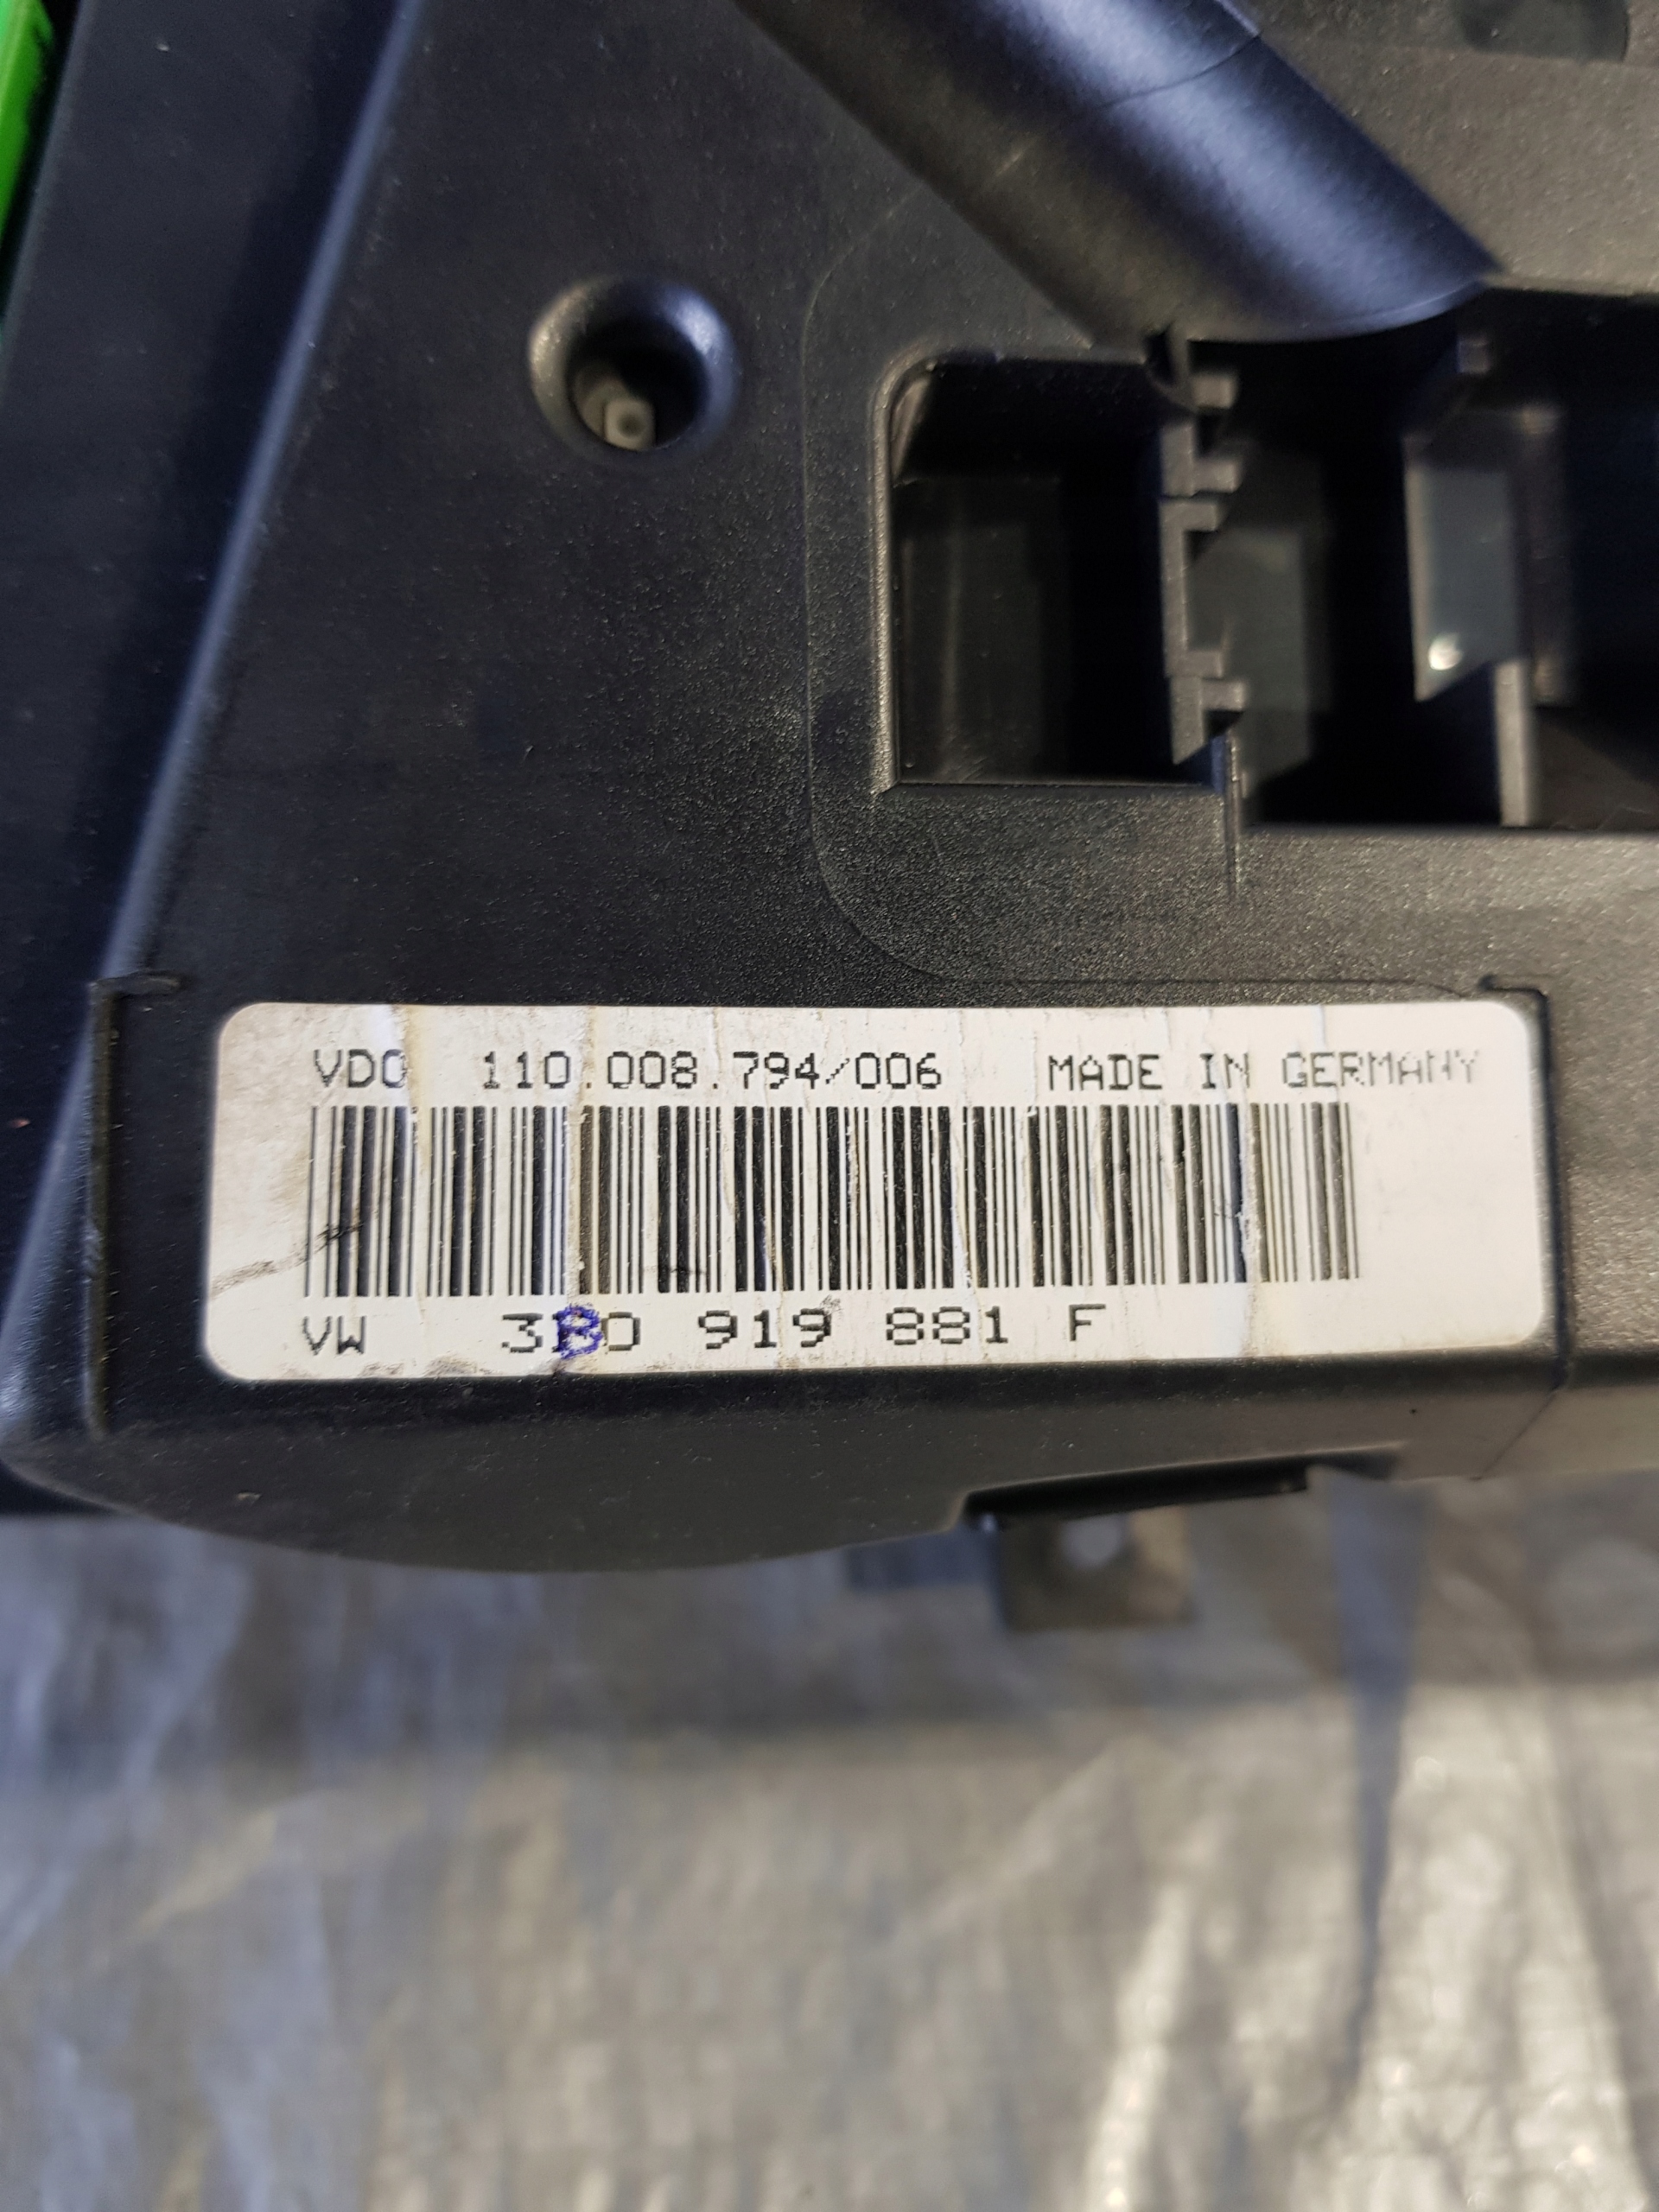 VDO 110.008.794/006 MADE IN GERMANY
VW 3B0 919 881 F